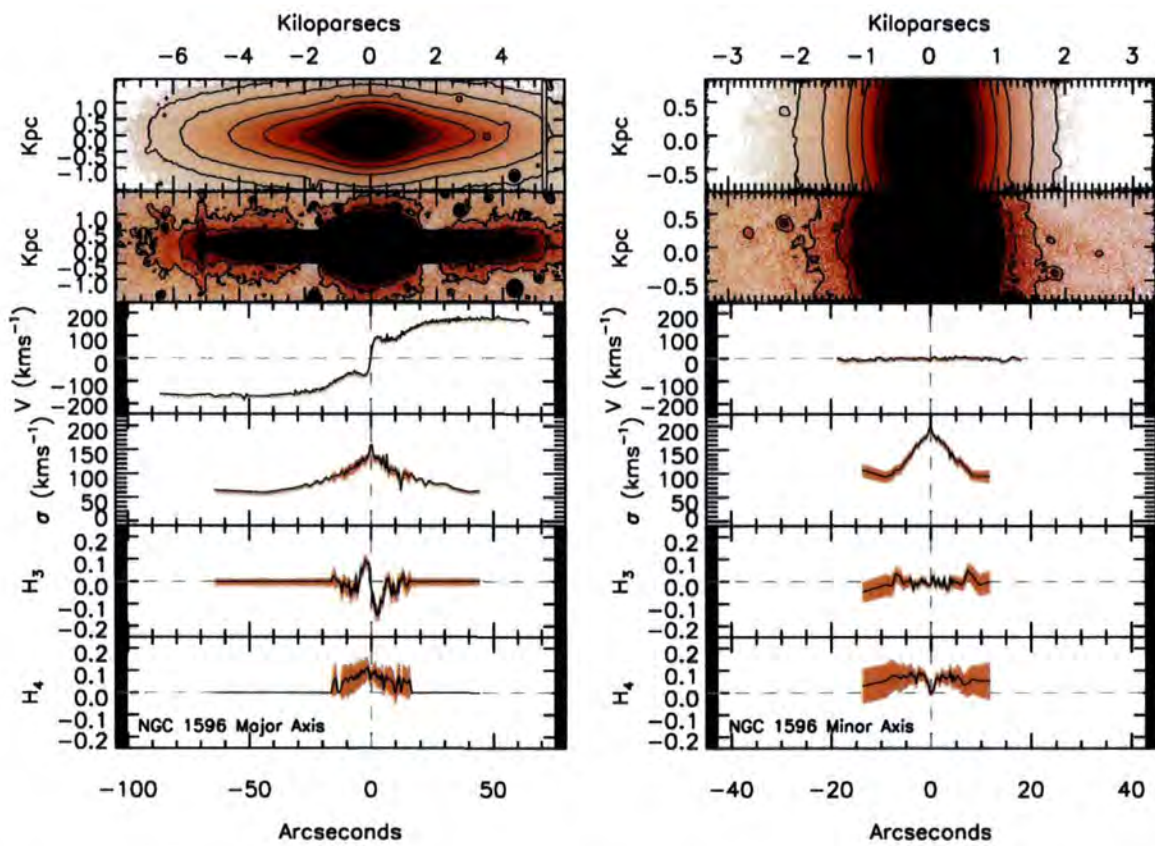 Kiloparsecs
-6 -4 -2 0 2 4
Kpc
1.0
0.5
0.0
-0.5
-1.0
Kpc
1.0
0.5
0.0
-0.5
-1.0
V (kms⁻¹)
200
100
0
-100
-200
σ (kms⁻¹)
200
150
100
50
0
H₃
0.2
0.1
0.0
-0.1
-0.2
H₄
0.2
0.1
0.0
-0.1
-0.2
NGC 1596 Major Axis
-100 -50 0 50
Arcseconds
Kiloparsecs
-3 -2 -1 0 1 2 3
Kpc
0.5
0.0
-0.5
Kpc
0.5
0.0
-0.5
V (kms⁻¹)
200
100
0
-100
-200
σ (kms⁻¹)
200
150
100
50
0
H₃
0.2
0.1
0.0
-0.1
-0.2
H₄
0.2
0.1
0.0
-0.1
-0.2
NGC 1596 Minor Axis
-40 -20 0 20 40
Arcseconds